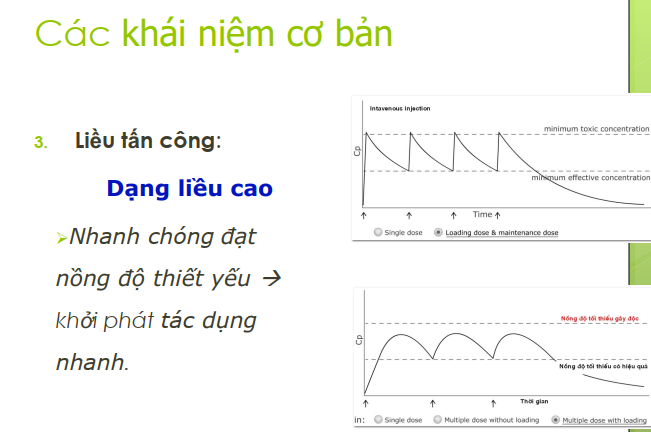 Các khái niệm cơ bản
3. Liều tấn công:
Dạng liều cao
Nhanh chóng đạt
nồng độ thiết yếu →
khởi phát tác dụng
nhanh.
Intavenous injection
minimum toxic concentration
Cp
minimum effective concentration
Time
Single dose Loading dose & maintenance dose
Nồng độ tối thiểu gây độc
Cp
Nồng độ tối thiểu có hiệu quả
Thời gian
in: Single dose Multiple dose without loading Multiple dose with loading